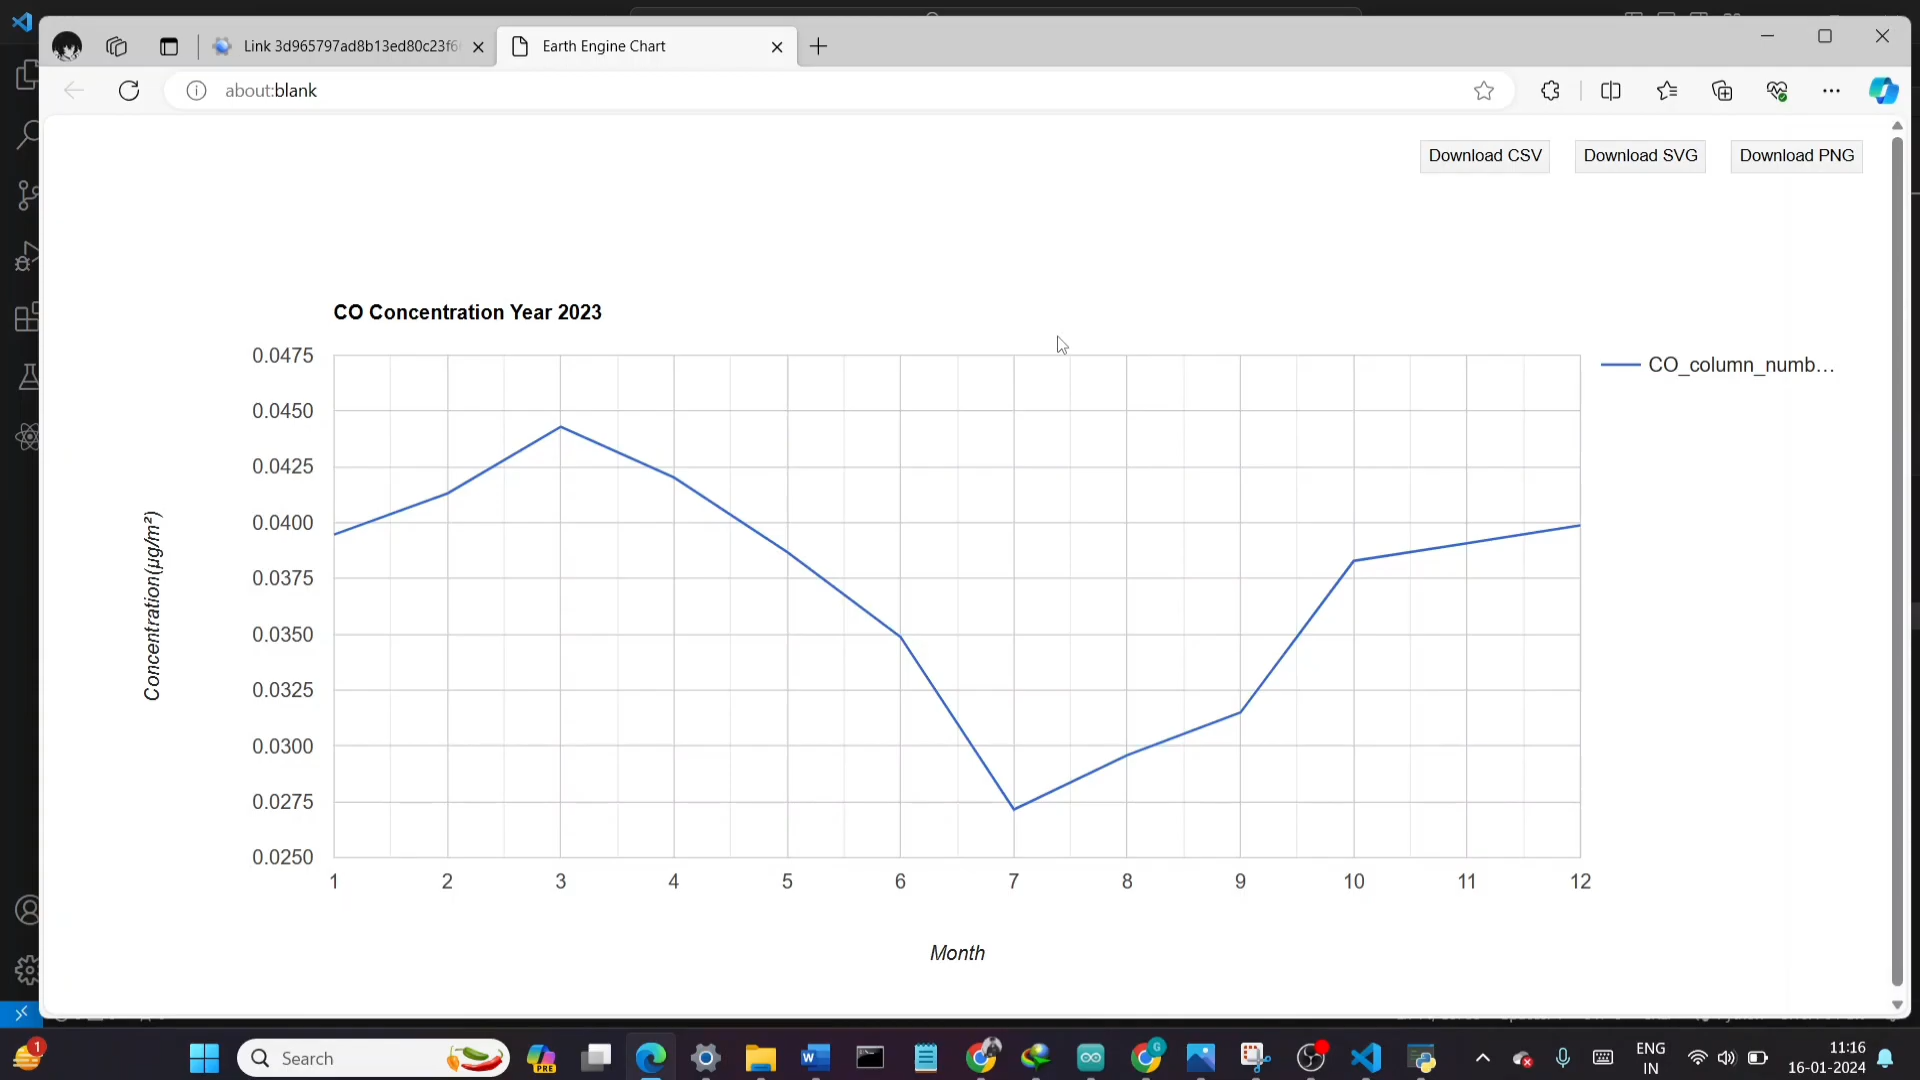 Link 3d965797ad8b13ed80c23f6
Earth Engine Chart
about:blank
Download CSV
Download SVG
Download PNG
CO Concentration Year 2023
0.0475
0.0450
0.0425
0.0400
0.0375
0.0350
0.0325
0.0300
0.0275
0.0250
Concentration(µg/m²)
CO_column_numb...
1 2 3 4 5 6 7 8 9 10 11 12
Month
1
Search
PRE
W
G
ENG
IN
11:16
16-01-2024